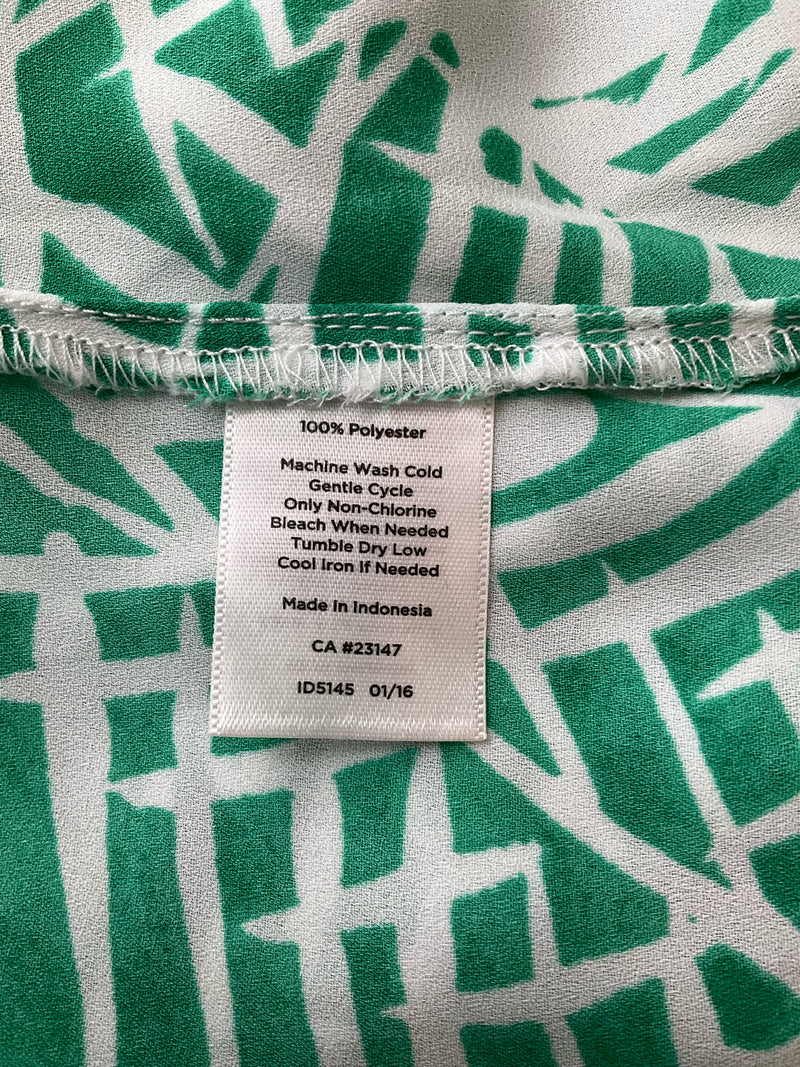 100% Polyester
Machine Wash Cold
Gentle Cycle
Only Non-Chlorine
Bleach When Needed
Tumble Dry Low
Cool Iron If Needed
Made In Indonesia
CA #23147
ID5145 01/16